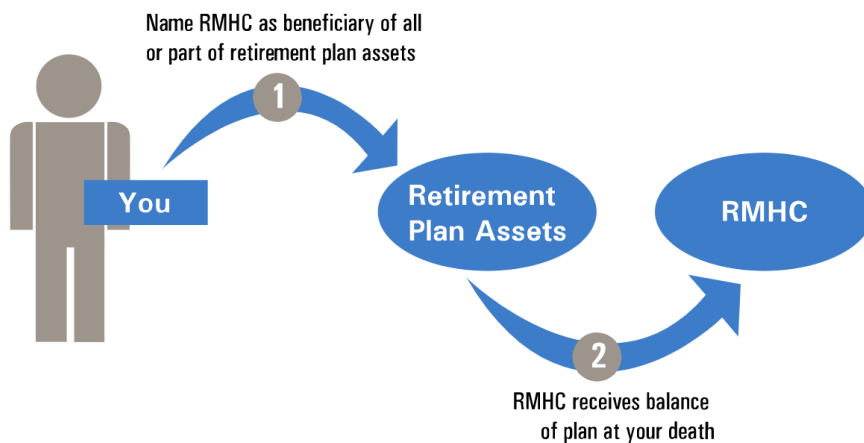 Name RMHC as beneficiary of all
or part of retirement plan assets
1
You
Retirement
Plan Assets
RMHC
2
RMHC receives balance
of plan at your death